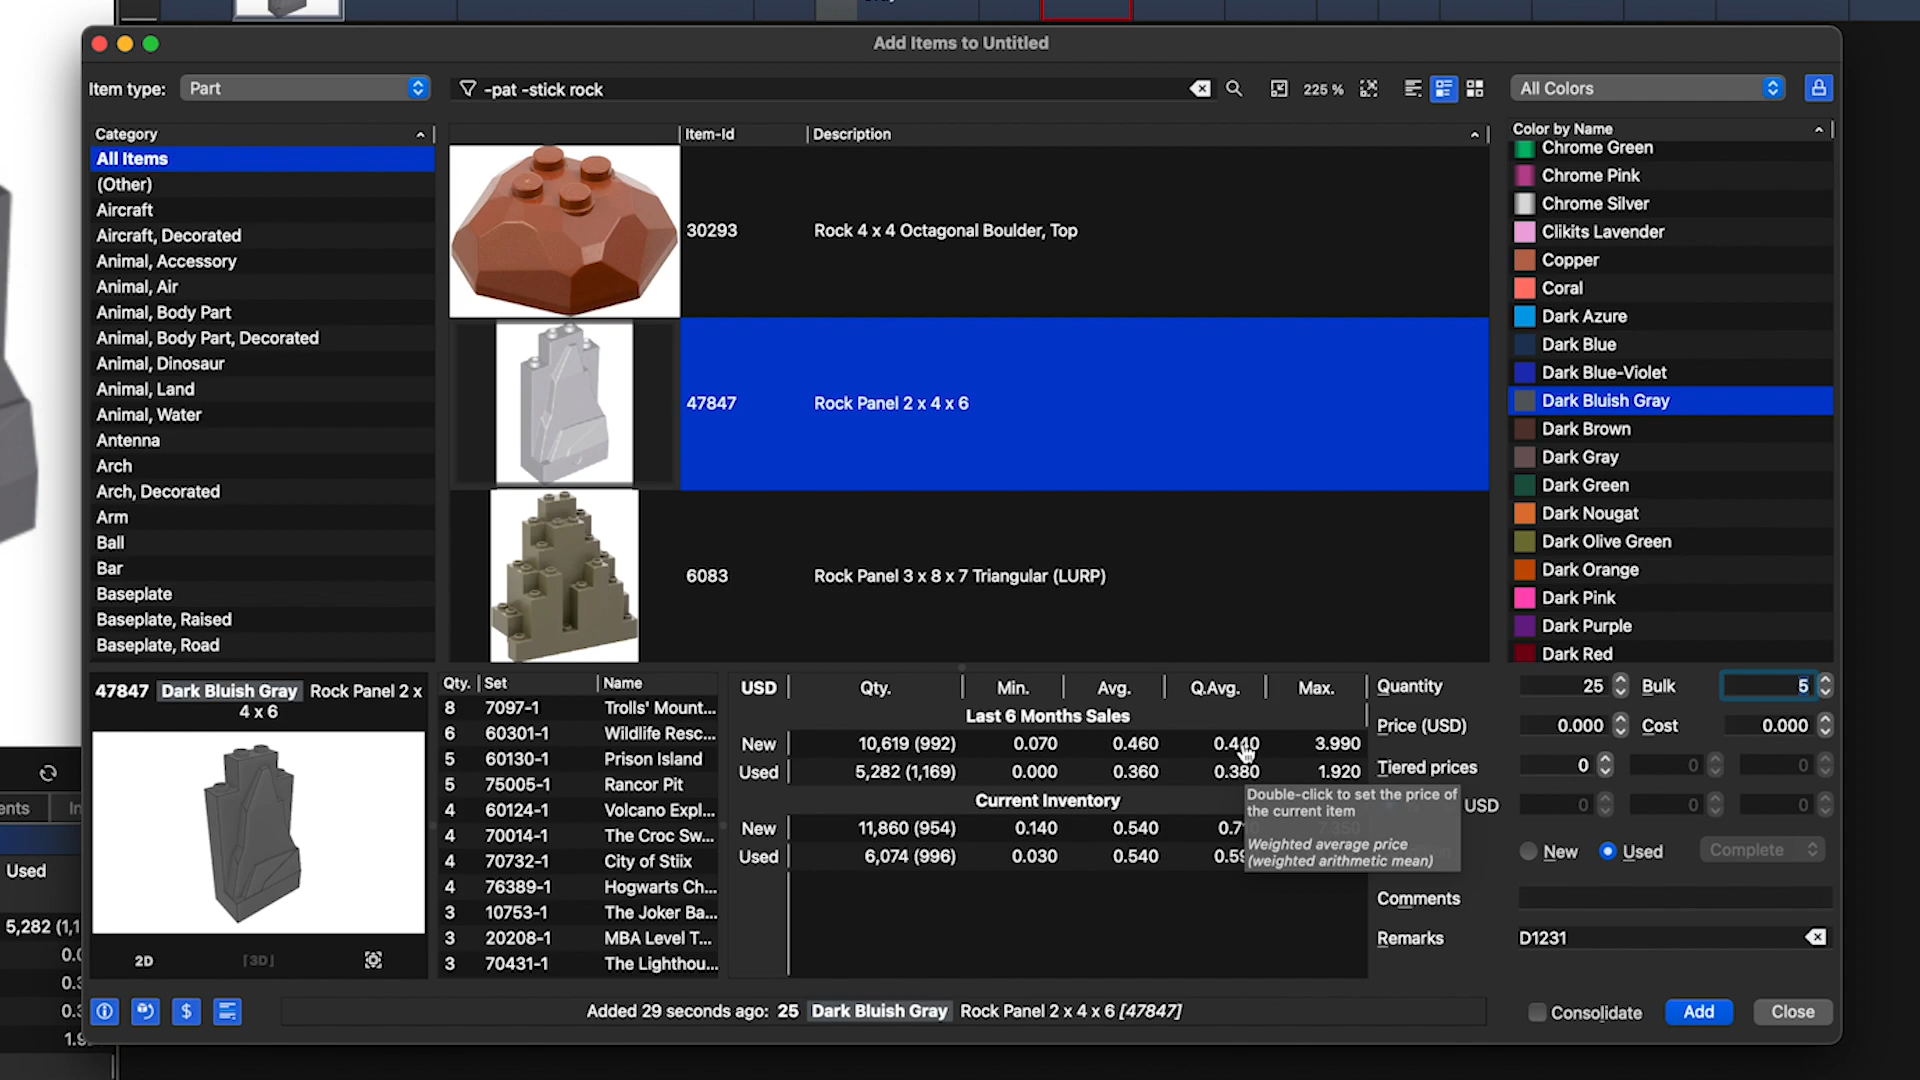 Add Items to Untitled
Item type: Part -pat -stick rock 225 % All Colors
Category Item-Id Description Color by Name
All Items
(Other)
Aircraft
Aircraft, Decorated
Animal, Accessory
Animal, Air
Animal, Body Part
Animal, Body Part, Decorated
Animal, Dinosaur
Animal, Land
Animal, Water
Antenna
Arch
Arch, Decorated
Arm
Ball
Bar
Baseplate
Baseplate, Raised
Baseplate, Road
30293 Rock 4 x 4 Octagonal Boulder, Top
47847 Rock Panel 2 x 4 x 6
6083 Rock Panel 3 x 8 x 7 Triangular (LURP)
Chrome Green
Chrome Pink
Chrome Silver
Clikits Lavender
Copper
Coral
Dark Azure
Dark Blue
Dark Blue-Violet
Dark Bluish Gray
Dark Brown
Dark Gray
Dark Green
Dark Nougat
Dark Olive Green
Dark Orange
Dark Pink
Dark Purple
Dark Red
47847 Dark Bluish Gray Rock Panel 2 x
4 x 6
2D [3D]
Qty. Set Name
8 7097-1 Trolls' Mount...
6 60301-1 Wildlife Resc...
5 60130-1 Prison Island
5 75005-1 Rancor Pit
4 60124-1 Volcano Expl...
4 70014-1 The Croc Sw...
4 70732-1 City of Stiix
4 76389-1 Hogwarts Ch...
3 10753-1 The Joker Ba...
3 20208-1 MBA Level T...
3 70431-1 The Lighthou...
USD Qty. Min. Avg. Q.Avg. Max.
Last 6 Months Sales
New 10,619 (992) 0.070 0.460 0.440 3.990
Used 5,282 (1,169) 0.000 0.360 0.380 1.920
Current Inventory
New 11,860 (954) 0.140 0.540 0.7 7.350
Used 6,074 (996) 0.030 0.540 0.59
Double-click to set the price of
the current item
Weighted average price
(weighted arithmetic mean)
Quantity 25 Bulk 5
Price (USD) 0.000 Cost 0.000
Tiered prices 0 0 0
USD 0 0 0
New Used Complete
Comments
Remarks D1231
Added 29 seconds ago: 25 Dark Bluish Gray Rock Panel 2 x 4 x 6 [47847]
Consolidate Add Close
ents In
Used
5,282 (1,1
0.0
0.3
0.3
1.9